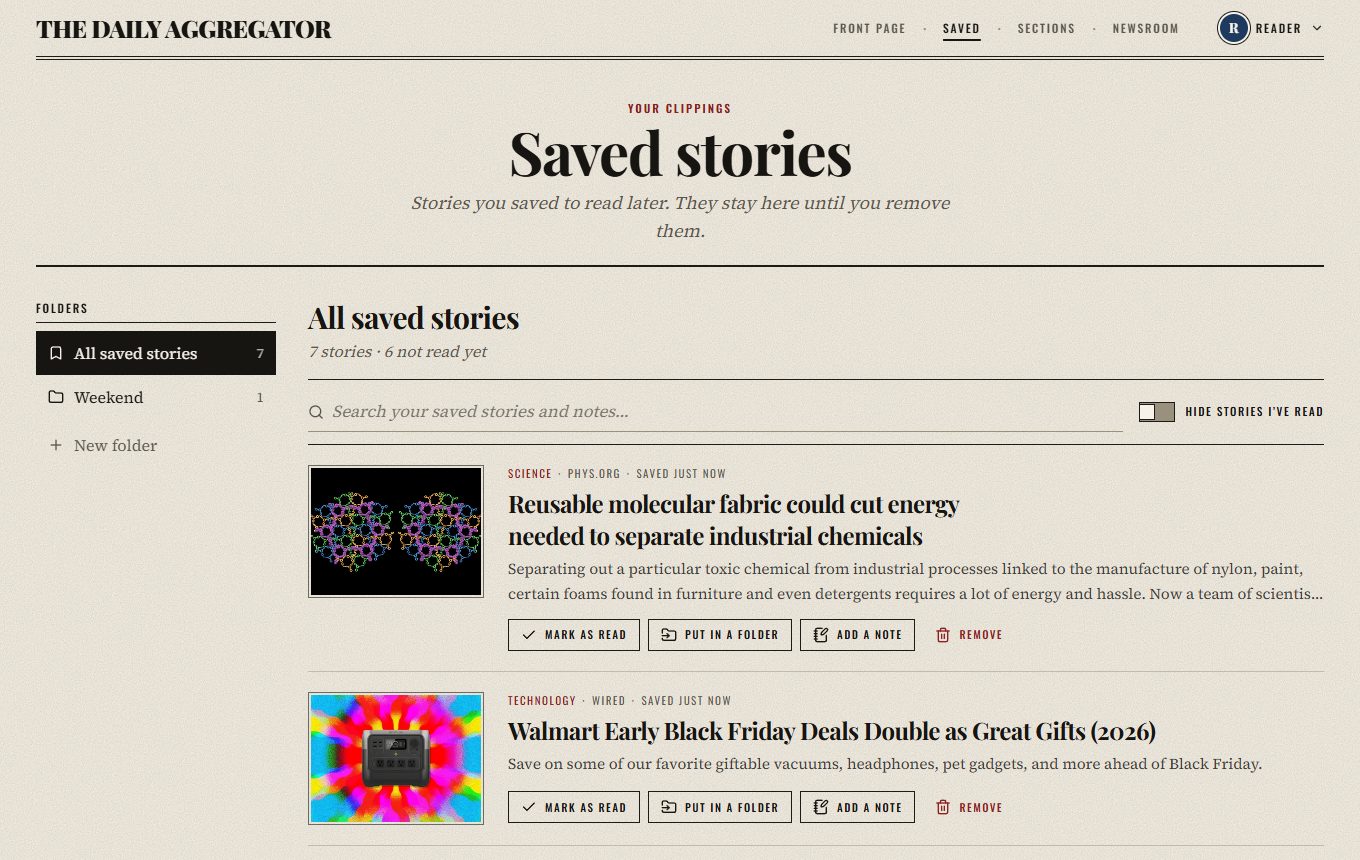 THE DAILY AGGREGATOR
FRONT PAGE · SAVED · SECTIONS · NEWSROOM
R READER
YOUR CLIPPINGS
Saved stories
Stories you saved to read later. They stay here until you remove
them.
FOLDERS
All saved stories 7
Weekend 1
New folder
All saved stories
7 stories · 6 not read yet
Search your saved stories and notes...
HIDE STORIES I'VE READ
SCIENCE · PHYS.ORG · SAVED JUST NOW
Reusable molecular fabric could cut energy
needed to separate industrial chemicals
Separating out a particular toxic chemical from industrial processes linked to the manufacture of nylon, paint,
certain foams found in furniture and even detergents requires a lot of energy and hassle. Now a team of scientis...
MARK AS READ PUT IN A FOLDER ADD A NOTE REMOVE
TECHNOLOGY · WIRED · SAVED JUST NOW
Walmart Early Black Friday Deals Double as Great Gifts (2026)
Save on some of our favorite giftable vacuums, headphones, pet gadgets, and more ahead of Black Friday.
MARK AS READ PUT IN A FOLDER ADD A NOTE REMOVE